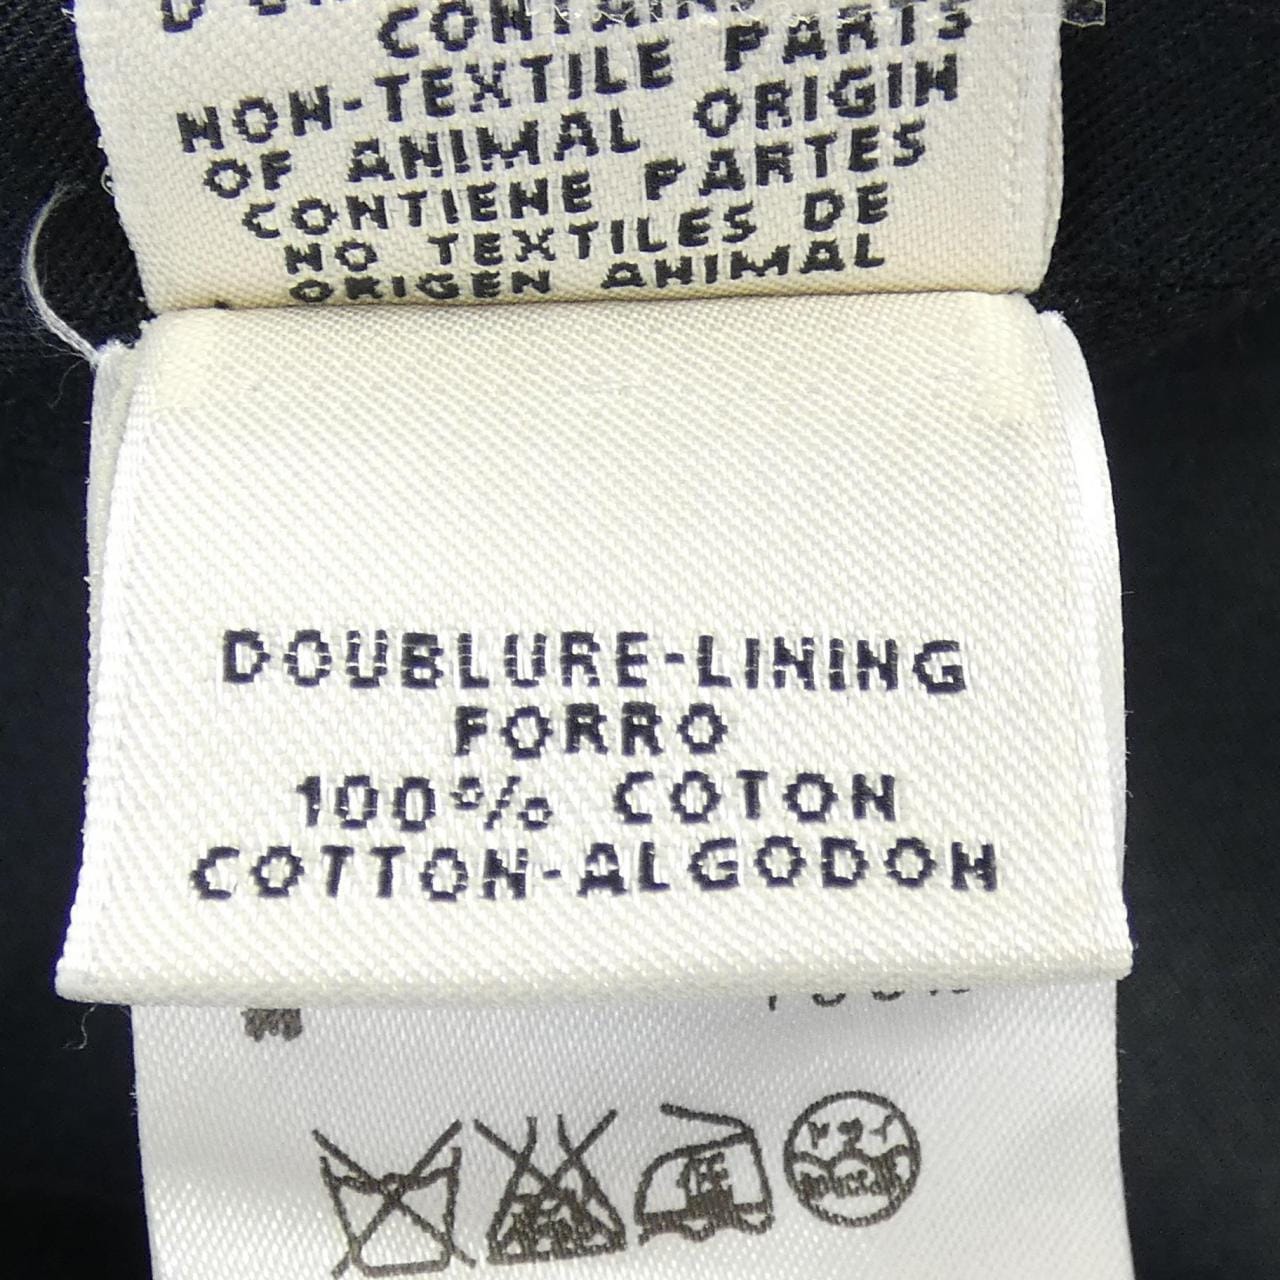 CONTAINS
NON-TEXTILE PARTS
OF ANIMAL ORIGIN
CONTIENE PARTES
NO TEXTILES DE
ORIGEN ANIMAL
DOUBLURE-LINING
FORRO
100% COTON
COTTON-ALGODON